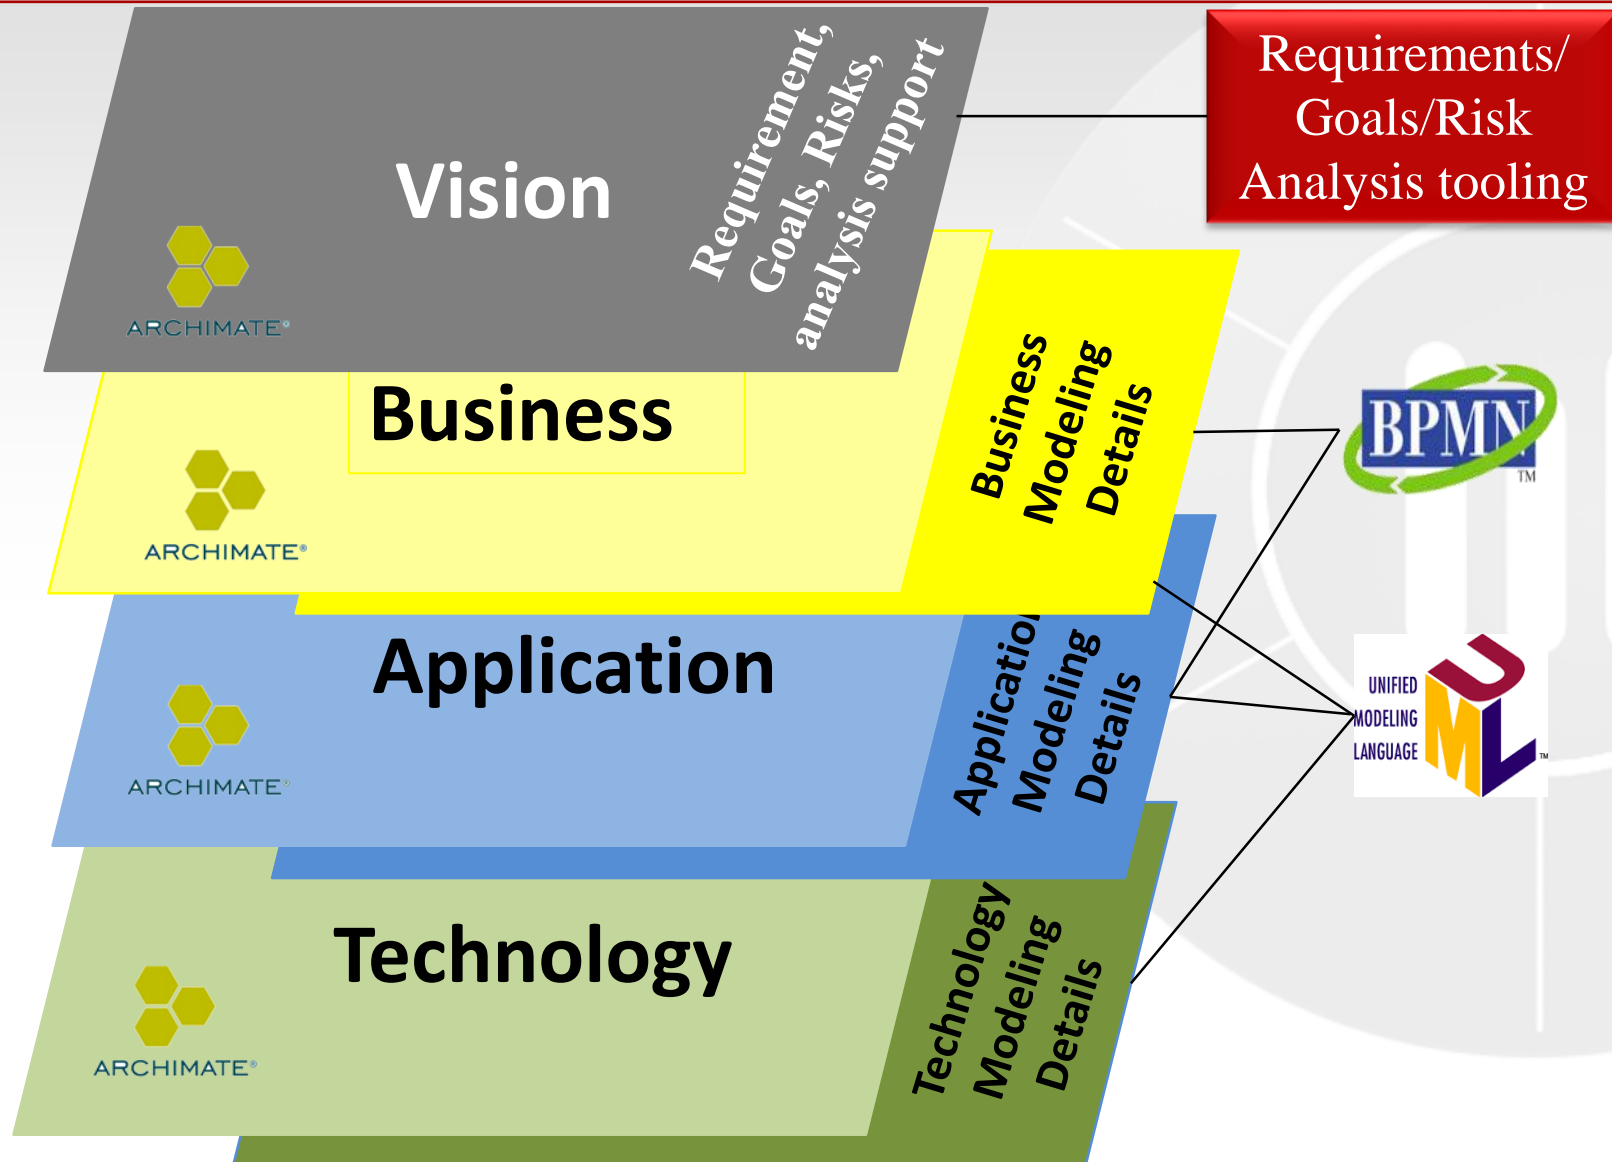 Vision
Requirement,
Goals, Risks,
analysis support
ARCHIMATE®
Requirements/
Goals/Risk
Analysis tooling
Business
ARCHIMATE®
Business
Modeling
Details
BPMN
TM
Application
ARCHIMATE®
Application
Modeling
Details
UNIFIED
MODELING
LANGUAGE
UML
TM
Technology
ARCHIMATE®
Technology
Modeling
Details